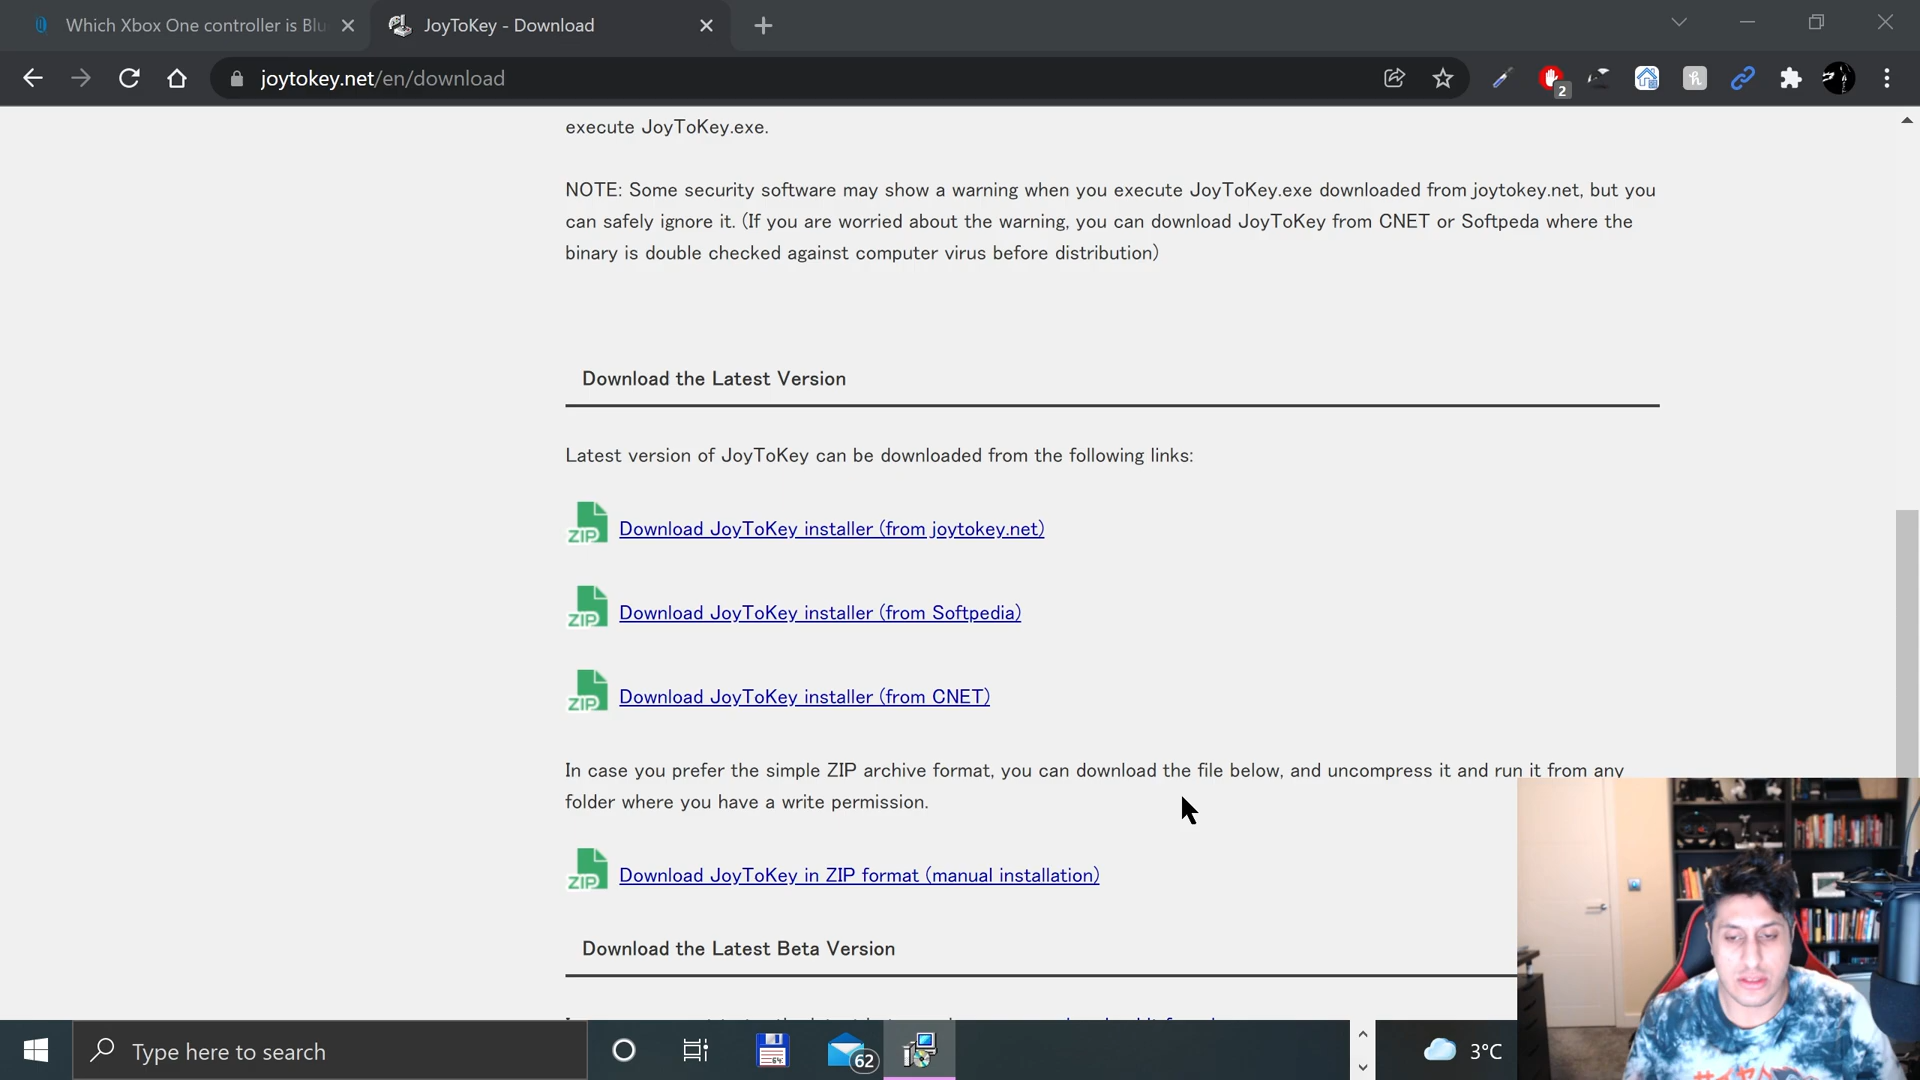 Which Xbox One controller is Blu
JoyToKey - Download
joytokey.net/en/download
2
execute JoyToKey.exe.
NOTE: Some security software may show a warning when you execute JoyToKey.exe downloaded from joytokey.net, but you
can safely ignore it. (If you are worried about the warning, you can download JoyToKey from CNET or Softpeda where the
binary is double checked against computer virus before distribution)
Download the Latest Version
Latest version of JoyToKey can be downloaded from the following links:
ZIP Download JoyToKey installer (from joytokey.net)
ZIP Download JoyToKey installer (from Softpedia)
ZIP Download JoyToKey installer (from CNET)
In case you prefer the simple ZIP archive format, you can download the file below, and uncompress it and run it from any
folder where you have a write permission.
ZIP Download JoyToKey in ZIP format (manual installation)
Download the Latest Beta Version
Type here to search
64
62
3°C